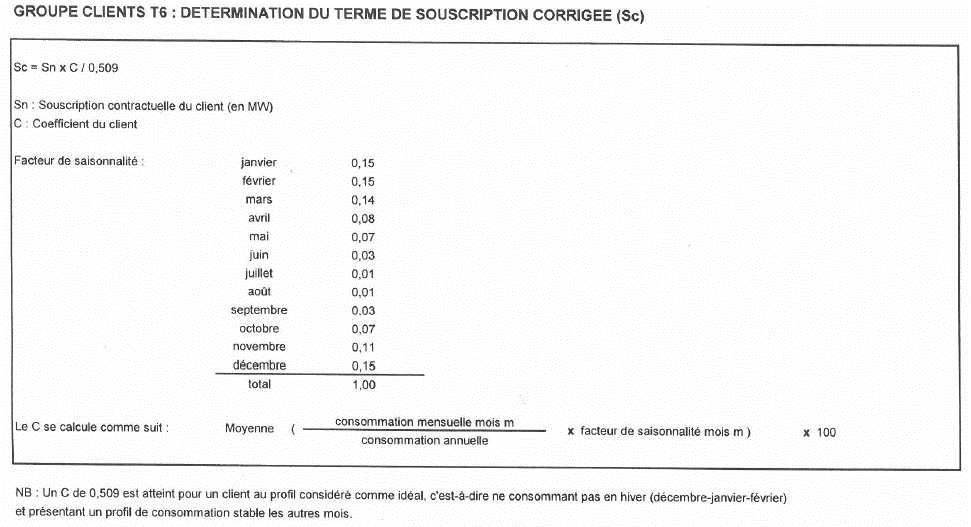 GROUPE CLIENTS T6 : DETERMINATION DU TERME DE SOUSCRIPTION CORRIGEE (Sc)
Sc = Sn x C / 0,509
Sn : Souscription contractuelle du client (en MW)
C : Coefficient du client
Facteur de saisonnalité : janvier 0,15
février 0,15
mars 0,14
avril 0,08
mai 0,07
juin 0,03
juillet 0,01
août 0,01
septembre 0,03
octobre 0,07
novembre 0,11
décembre 0,15
total 1,00
Le C se calcule comme suit : Moyenne ( consommation mensuelle mois m
consommation annuelle x facteur de saisonnalité mois m ) x 100
NB : Un C de 0,509 est atteint pour un client au profil considéré comme idéal, c'est-à-dire ne consommant pas en hiver (décembre-janvier-février)
et présentant un profil de consommation stable les autres mois.